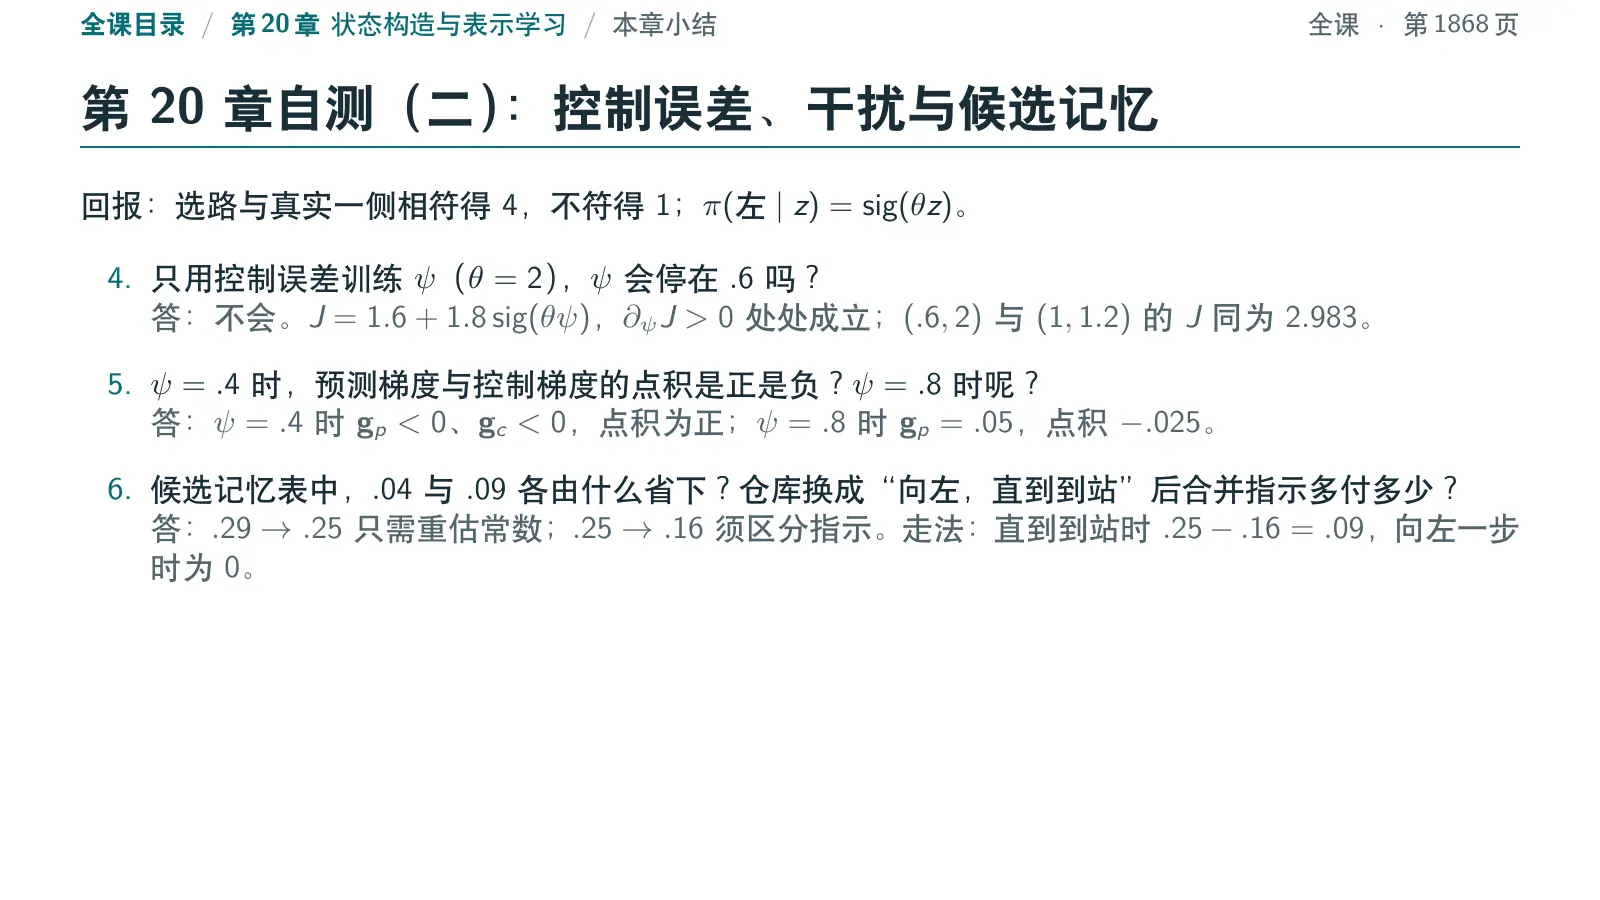 全课目录 / 第 20 章 状态构造与表示学习 / 本章小结 全课 · 第 1868 页
第 20 章自测（二）：控制误差、干扰与候选记忆
回报：选路与真实一侧相符得 4，不符得 1；π(左 | z) = sig(θz)。
4. 只用控制误差训练 ψ（θ = 2），ψ 会停在 .6 吗？
答：不会。J = 1.6 + 1.8 sig(θψ)，∂ψJ > 0 处处成立；(.6, 2) 与 (1, 1.2) 的 J 同为 2.983。
5. ψ = .4 时，预测梯度与控制梯度的点积是正是负？ψ = .8 时呢？
答：ψ = .4 时 gp < 0、gc < 0，点积为正；ψ = .8 时 gp = .05，点积 −.025。
6. 候选记忆表中，.04 与 .09 各由什么省下？仓库换成“向左，直到到站”后合并指示多付多少？
答：.29 → .25 只需重估常数；.25 → .16 须区分指示。走法：直到到站时 .25 − .16 = .09，向左一步
时为 0。